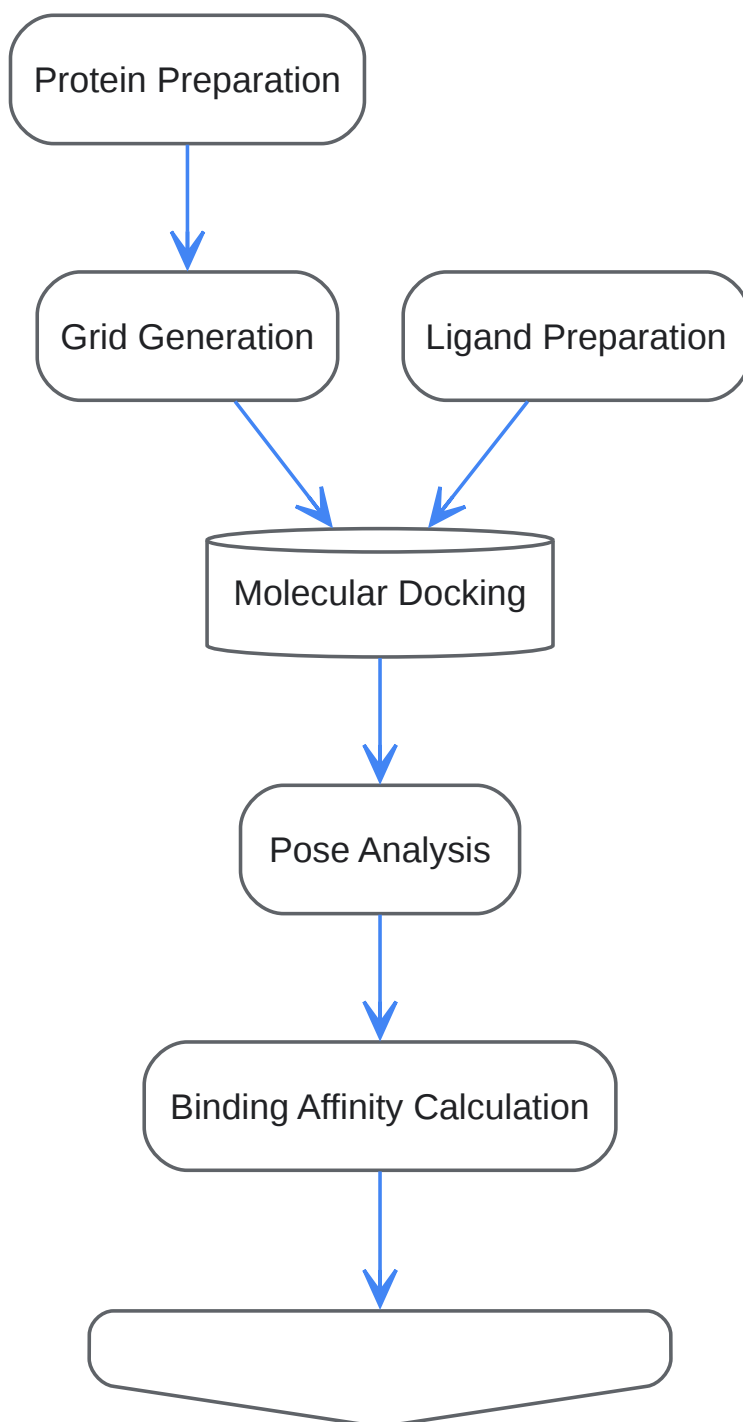 Protein Preparation
Grid Generation
Ligand Preparation
Molecular Docking
Pose Analysis
Binding Affinity Calculation